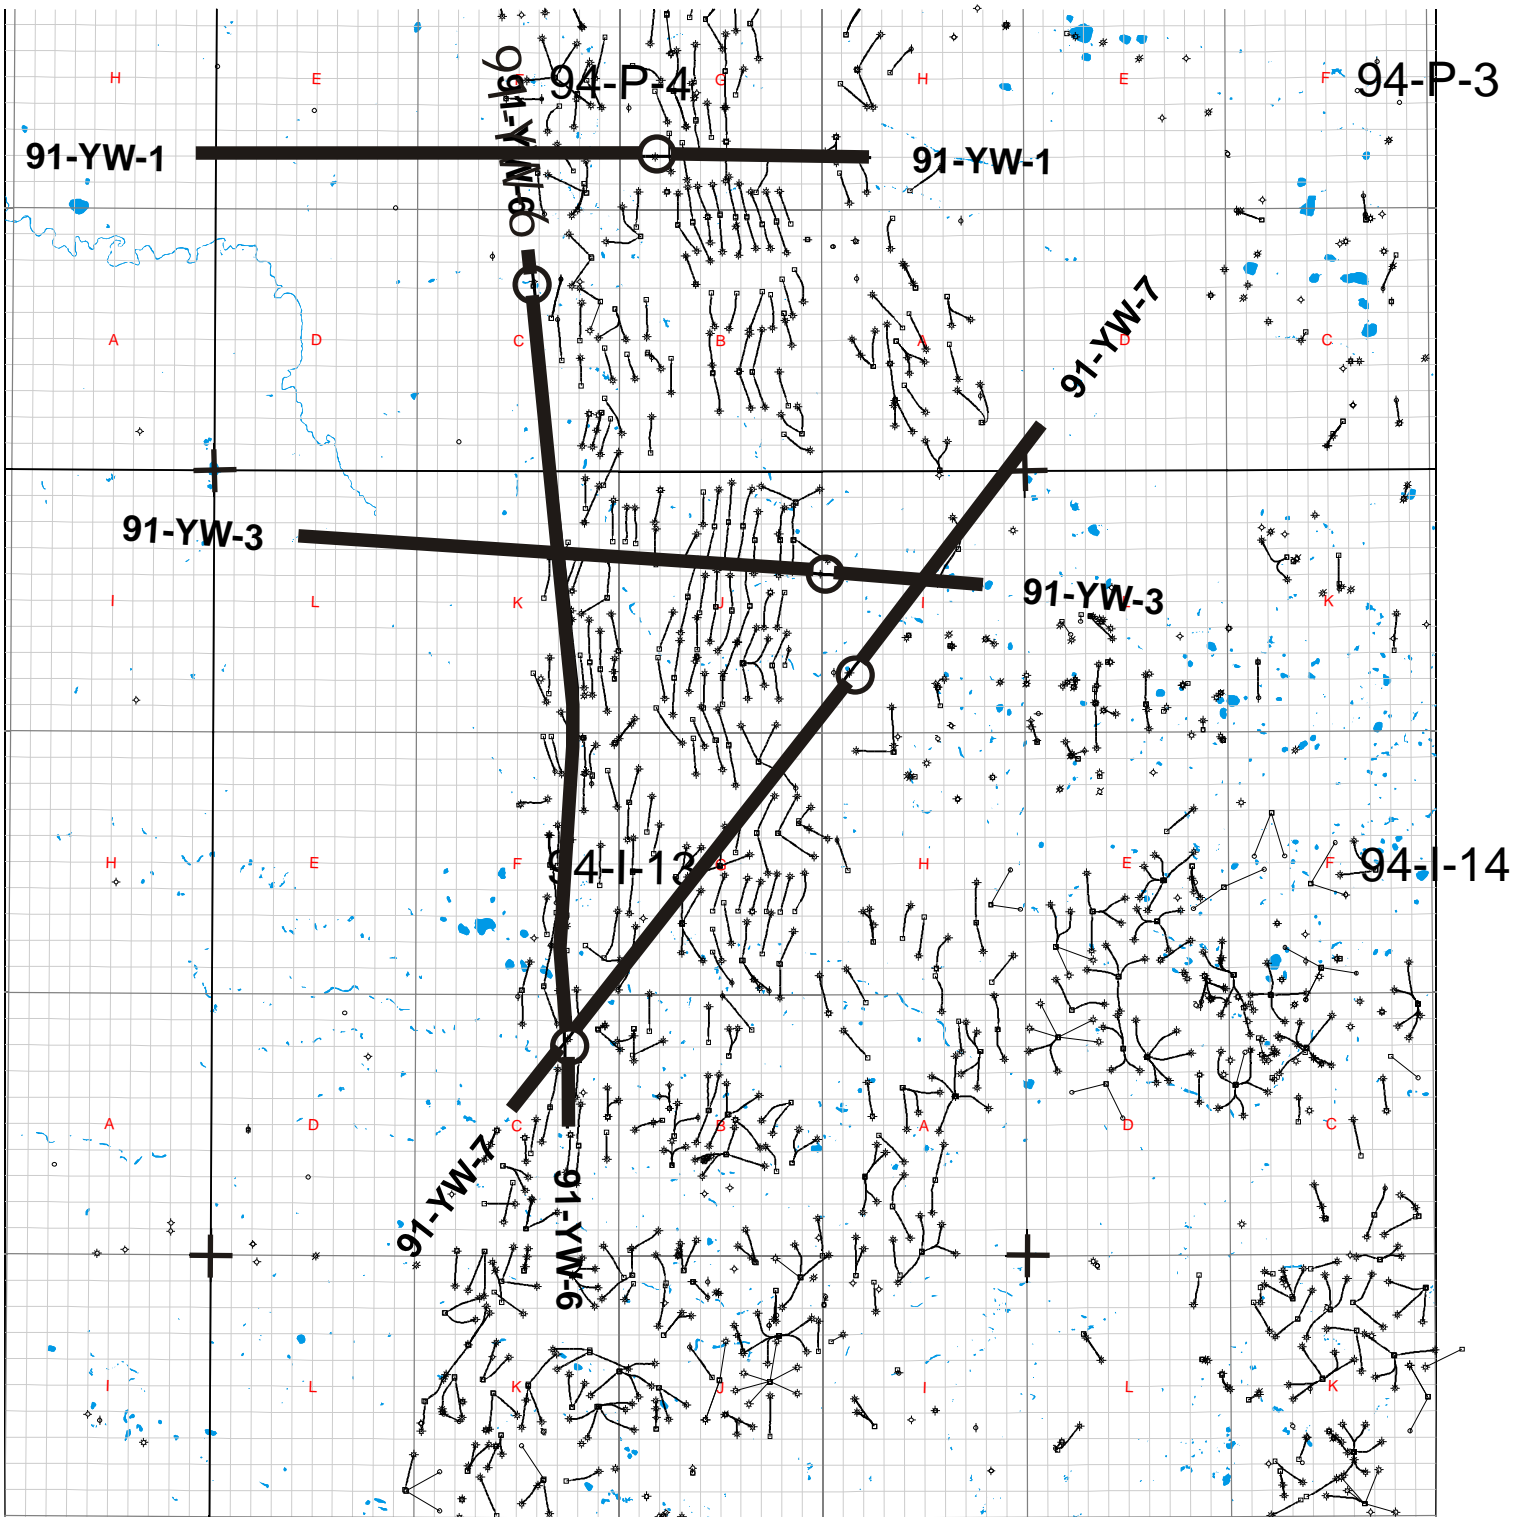 H E F 94-P-4 G H E F 94-P-3
91-YW-6
91-YW-1 91-YW-1
A D C B A D C
91-YW-7
91-YW-3
I L K J I L K
91-YW-3
H E F 94-I-13 G H E F 94-I-14
A D C B A D C
91-YW-7
91-YW-6
I L K J I L K